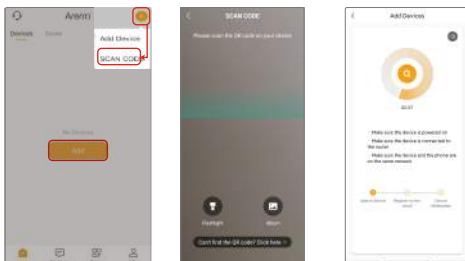 Arenti
Devices
Add Device
SCAN CODE
No Devices
Add
SCAN CODE
Please scan the QR code on your device
Flashlight
Album
Can't find the QR code? Click here >
Add Devices
Make sure the device is powered on
Make sure the device is connected to
the router
Make sure the device and the phone are
on the same network